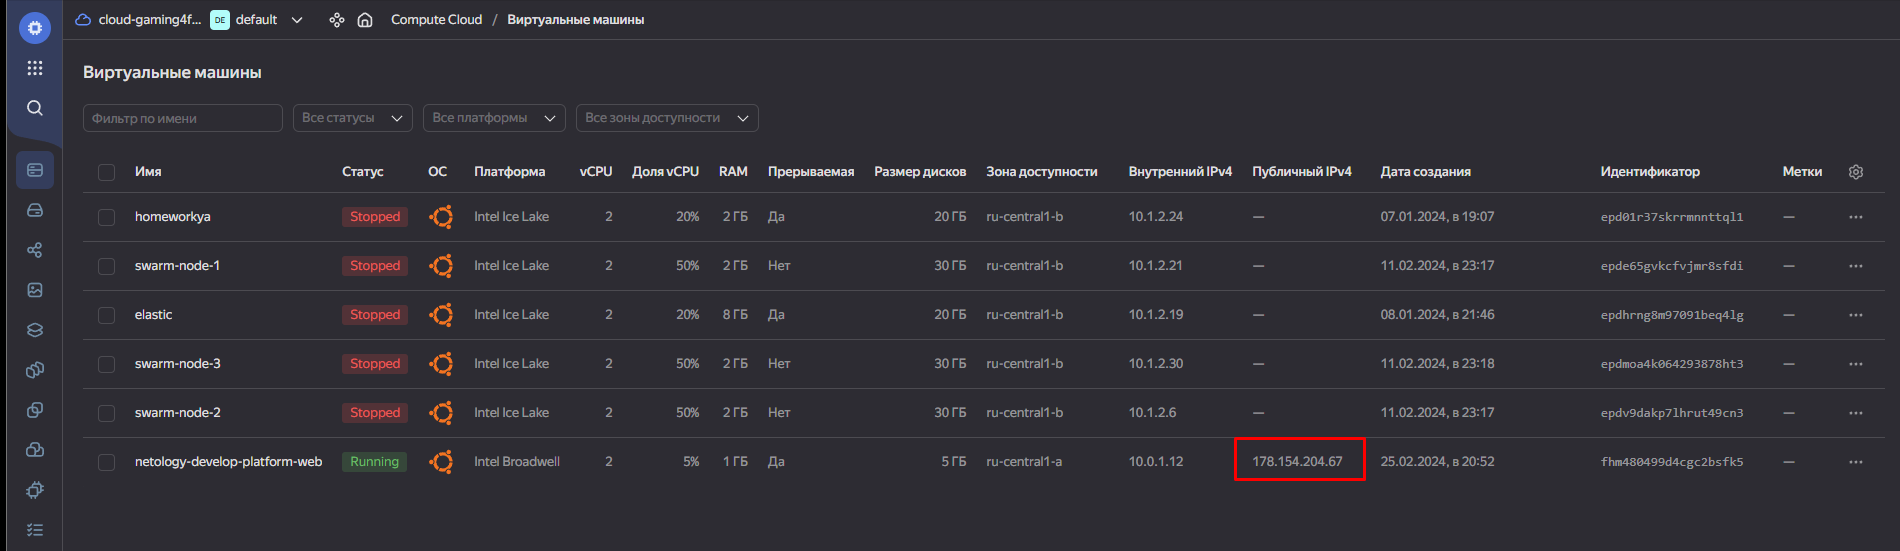 cloud-gaming4f... DE default Compute Cloud / Виртуальные машины
Виртуальные машины
Фильтр по имени Все статусы Все платформы Все зоны доступности
Имя Статус ОС Платформа vCPU Доля vCPU RAM Прерываемая Размер дисков Зона доступности Внутренний IPv4 Публичный IPv4 Дата создания Идентификатор Метки
homeworkya Stopped Intel Ice Lake 2 20% 2 ГБ Да 20 ГБ ru-central1-b 10.1.2.24 — 07.01.2024, в 19:07 epd01r37skrrmnnttql1 — ...
swarm-node-1 Stopped Intel Ice Lake 2 50% 2 ГБ Нет 30 ГБ ru-central1-b 10.1.2.21 — 11.02.2024, в 23:17 epde65gvkcfvjmr8sfdi — ...
elastic Stopped Intel Ice Lake 2 20% 8 ГБ Да 20 ГБ ru-central1-b 10.1.2.19 — 08.01.2024, в 21:46 epdhrng8m97091beq4lg — ...
swarm-node-3 Stopped Intel Ice Lake 2 50% 2 ГБ Нет 30 ГБ ru-central1-b 10.1.2.30 — 11.02.2024, в 23:18 epdmoa4k064293878ht3 — ...
swarm-node-2 Stopped Intel Ice Lake 2 50% 2 ГБ Нет 30 ГБ ru-central1-b 10.1.2.6 — 11.02.2024, в 23:17 epdv9dakp7lhrut49cn3 — ...
netology-develop-platform-web Running Intel Broadwell 2 5% 1 ГБ Да 5 ГБ ru-central1-a 10.0.1.12 178.154.204.67 25.02.2024, в 20:52 fhm480499d4cgc2bsfk5 — ...